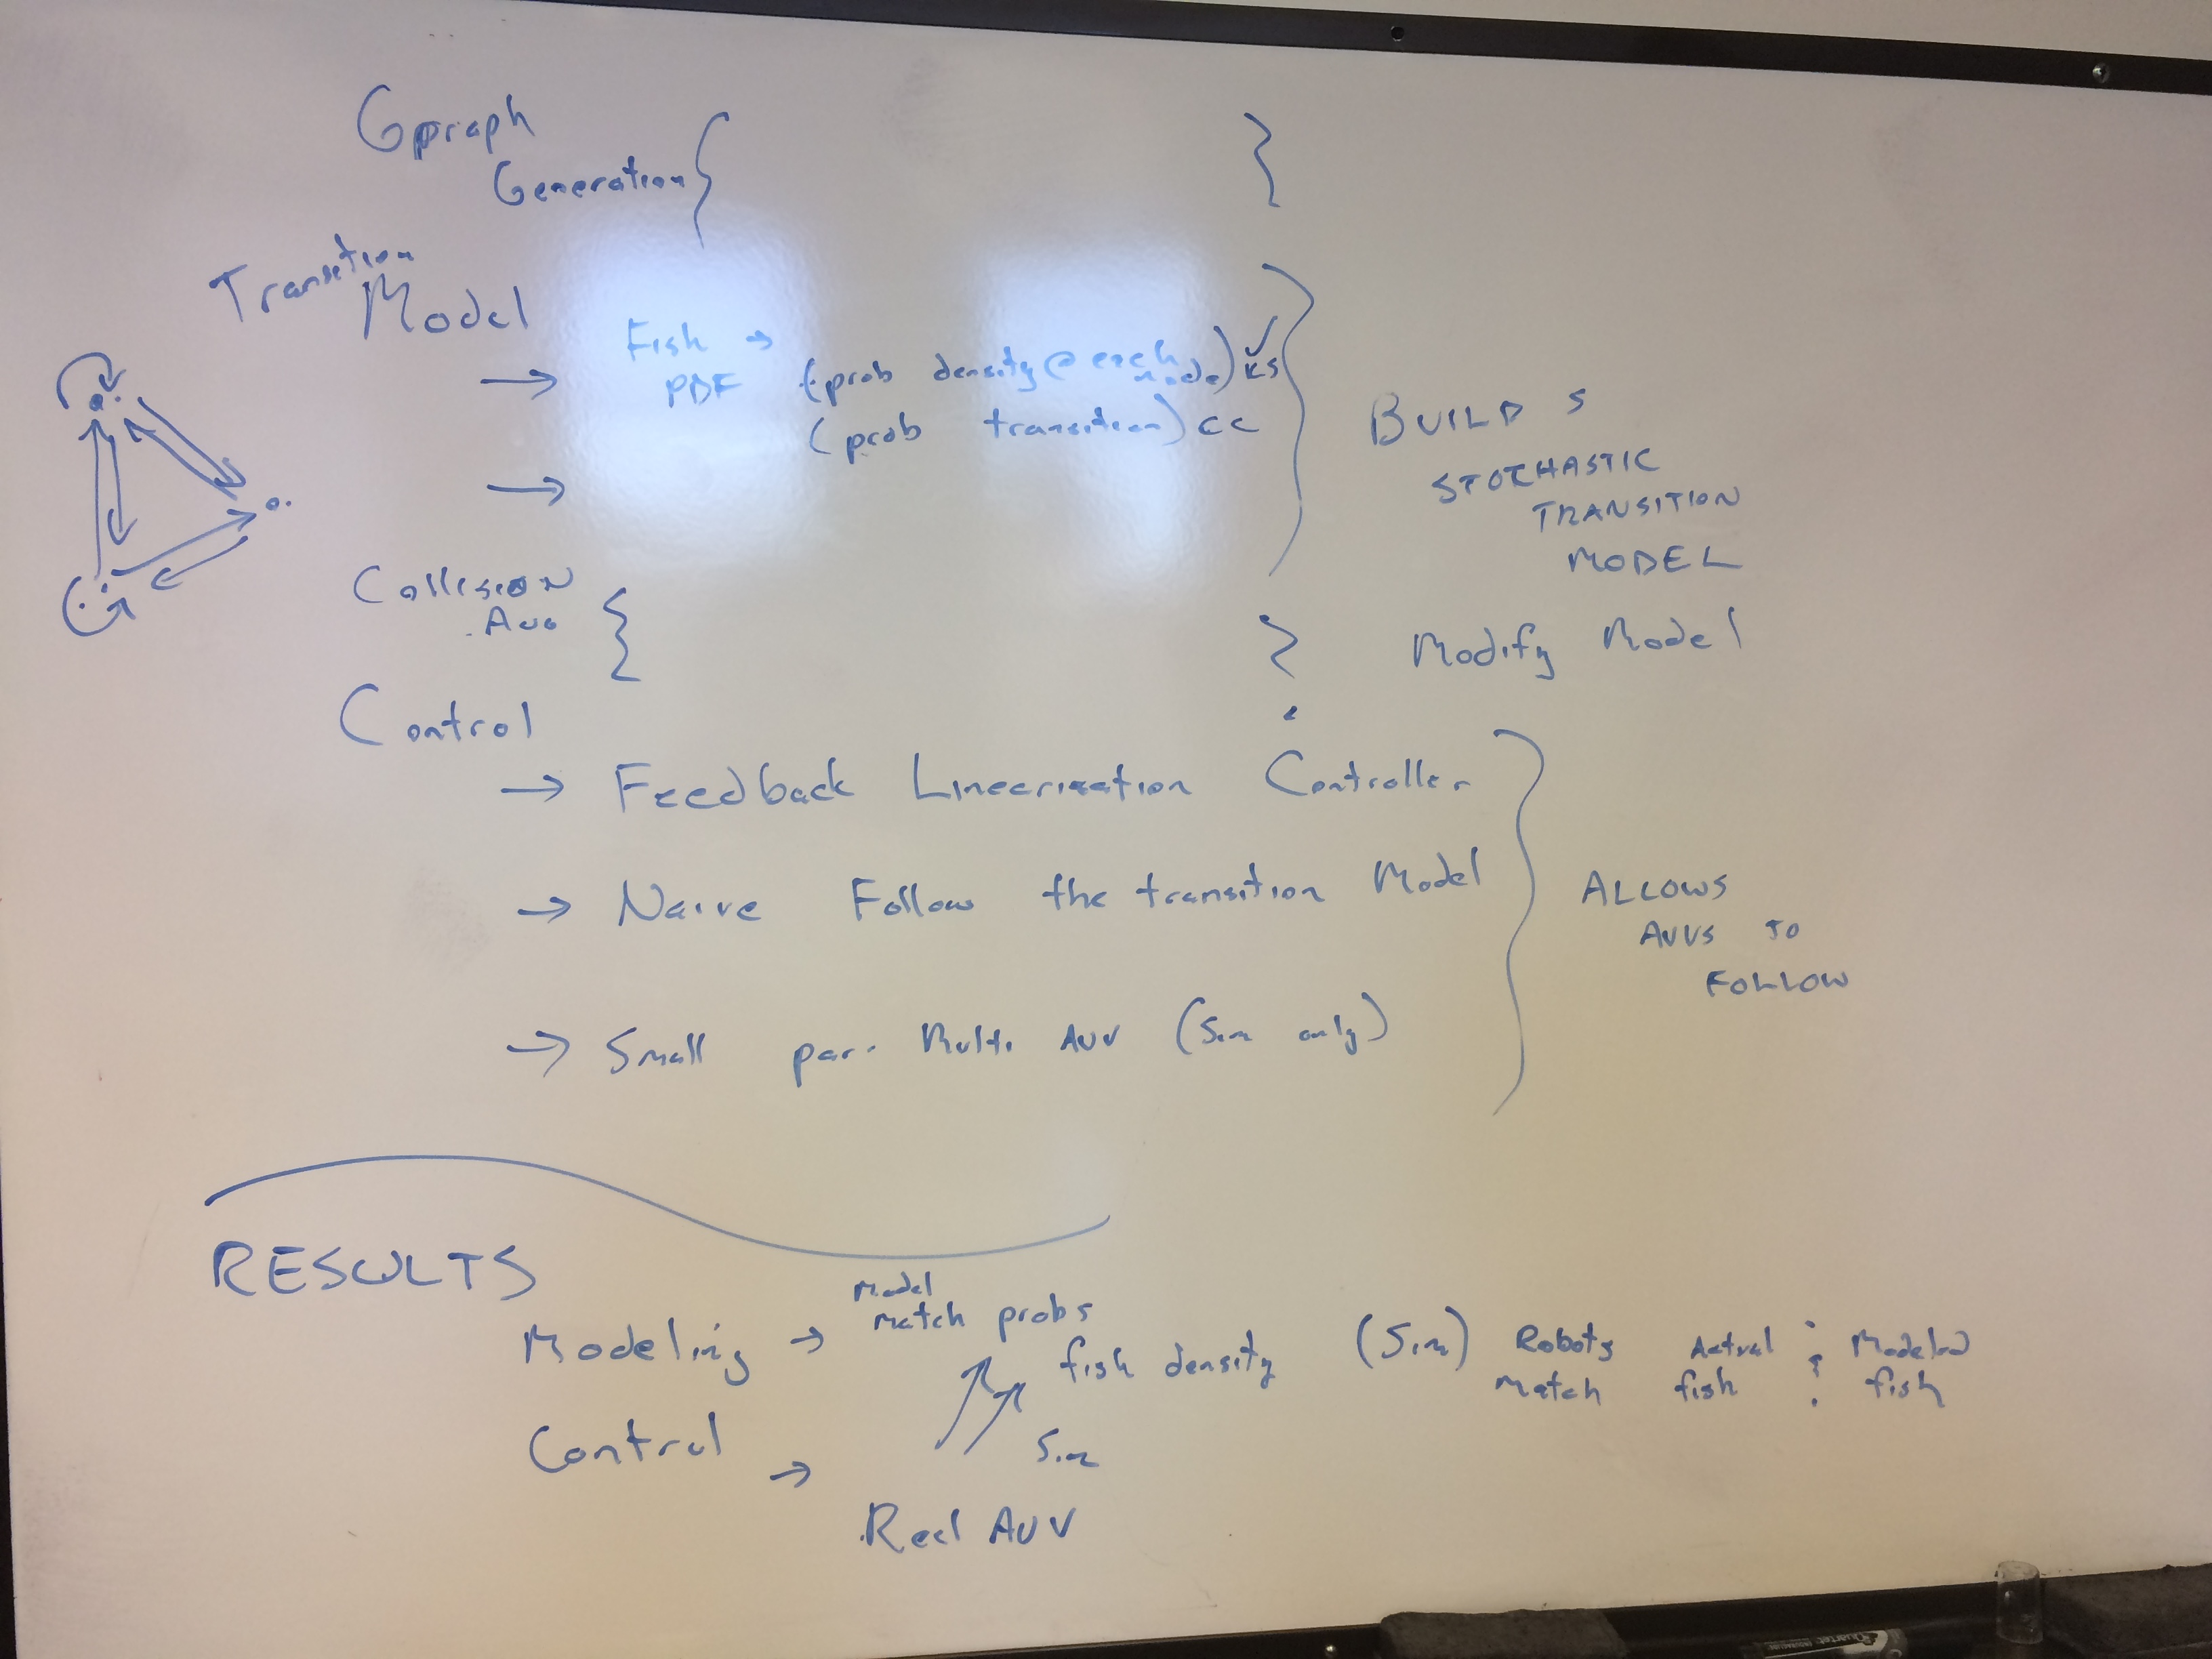 Graph
Generation {
}
Transition
Model
→ Fish →
PDF (prob density @ each node) KS
(prob transition) CC
→
BUILDS
STOCHASTIC
TRANSITION
MODEL
Collision
Avo {
} Modify Model
Control
→ Feedback Linearization Controller
→ Naive Follow the transition Model
→ Small par. Multi AUV (Sim only)
ALLOWS
AUVS TO
FOLLOW
RESULTS
Modeling → Model
match probs
fish density
(Sim) Robots Actual : Modeled
match fish : fish
Control →
Sim
Real AUV